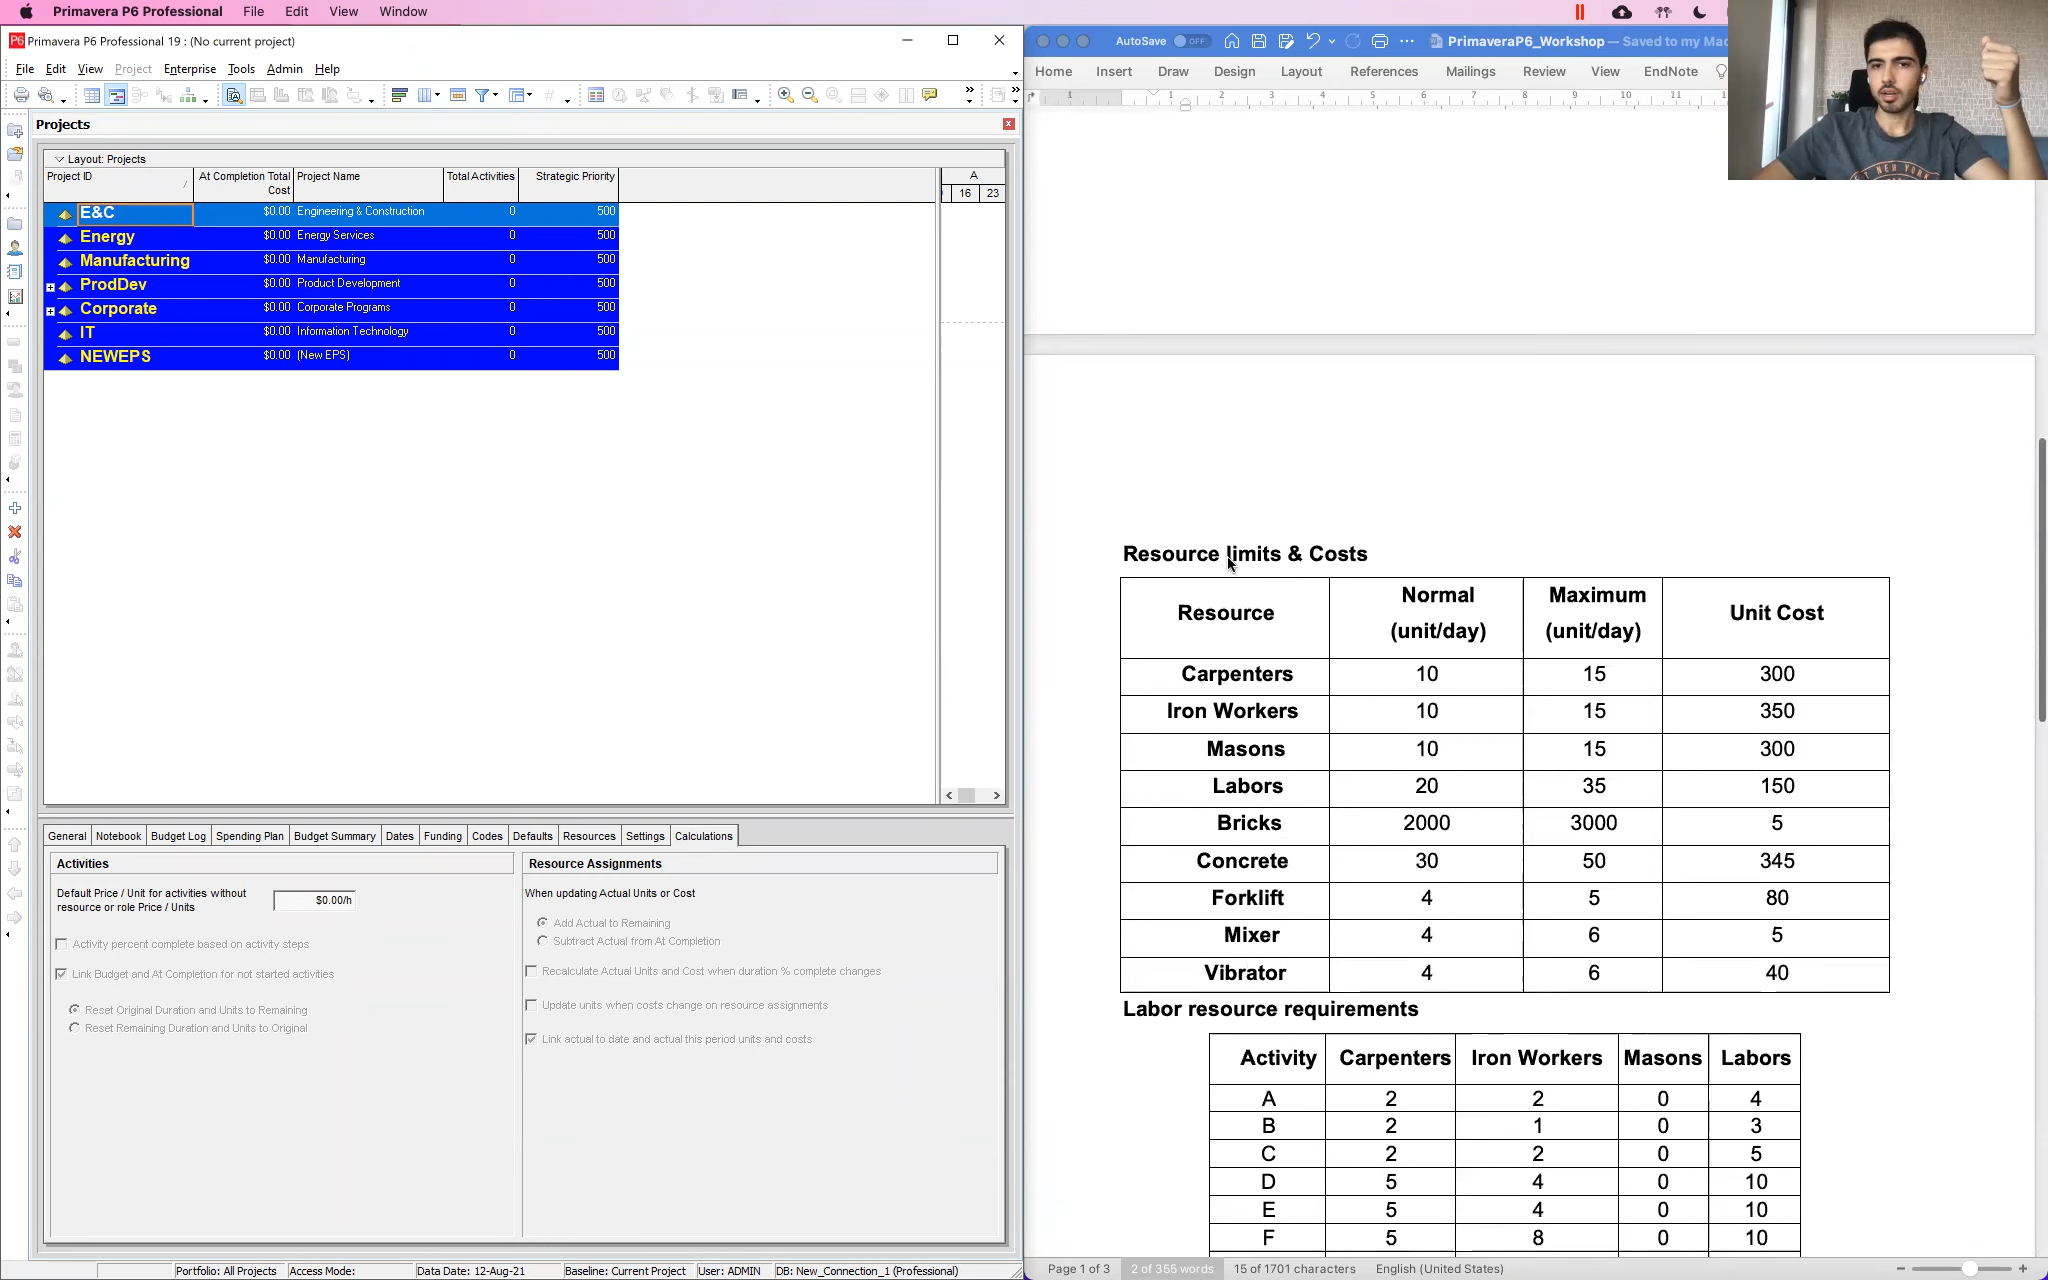 Primavera P6 Professional File Edit View Window
P6 Primavera P6 Professional 19 : (No current project)
File Edit View Project Enterprise Tools Admin Help
Projects
Layout: Projects
Project ID At Completion Total Cost Project Name Total Activities Strategic Priority A
16 23
E&C $0.00 Engineering & Construction 0 500
Energy $0.00 Energy Services 0 500
Manufacturing $0.00 Manufacturing 0 500
ProdDev $0.00 Product Development 0 500
Corporate $0.00 Corporate Programs 0 500
IT $0.00 Information Technology 0 500
NEWEPS $0.00 (New EPS) 0 500
General Notebook Budget Log Spending Plan Budget Summary Dates Funding Codes Defaults Resources Settings Calculations
Activities
Default Price / Unit for activities without
resource or role Price / Units
$0.00/h
Activity percent complete based on activity steps
Link Budget and At Completion for not started activities
Reset Original Duration and Units to Remaining
Reset Remaining Duration and Units to Original
Resource Assignments
When updating Actual Units or Cost
Add Actual to Remaining
Subtract Actual from At Completion
Recalculate Actual Units and Cost when duration % complete changes
Update units when costs change on resource assignments
Link actual to date and actual this period units and costs
Portfolio: All Projects Access Mode: Data Date: 12-Aug-21 Baseline: Current Project User: ADMIN DB: New_Connection_1 (Professional)
AutoSave OFF PrimaveraP6_Workshop — Saved to my Mac
Home Insert Draw Design Layout References Mailings Review View EndNote
1 1 2 3 4 5 6 7 8 9 10 11
Resource limits & Costs
Resource Normal (unit/day) Maximum (unit/day) Unit Cost
Carpenters 10 15 300
Iron Workers 10 15 350
Masons 10 15 300
Labors 20 35 150
Bricks 2000 3000 5
Concrete 30 50 345
Forklift 4 5 80
Mixer 4 6 5
Vibrator 4 6 40
Labor resource requirements
Activity Carpenters Iron Workers Masons Labors
A 2 2 0 4
B 2 1 0 3
C 2 2 0 5
D 5 4 0 10
E 5 4 0 10
F 5 8 0 10
Page 1 of 3 2 of 355 words 15 of 1701 characters English (United States)